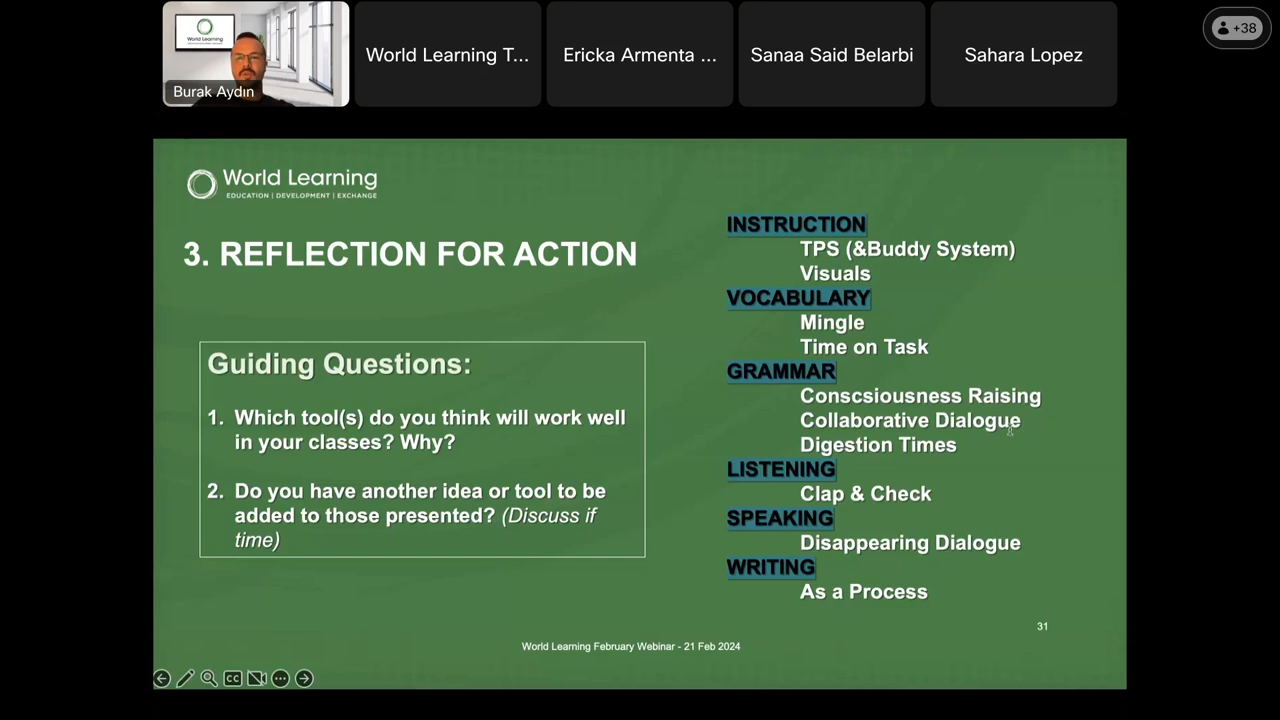 World Learning
Burak Aydın
World Learning T...
Ericka Armenta ...
Sanaa Said Belarbi
Sahara Lopez
+38
World Learning
EDUCATION | DEVELOPMENT | EXCHANGE
3. REFLECTION FOR ACTION
Guiding Questions:
1. Which tool(s) do you think will work well
in your classes? Why?
2. Do you have another idea or tool to be
added to those presented? (Discuss if
time)
INSTRUCTION
TPS (&Buddy System)
Visuals
VOCABULARY
Mingle
Time on Task
GRAMMAR
Conscsiousness Raising
Collaborative Dialogue
Digestion Times
LISTENING
Clap & Check
SPEAKING
Disappearing Dialogue
WRITING
As a Process
31
World Learning February Webinar - 21 Feb 2024
CC